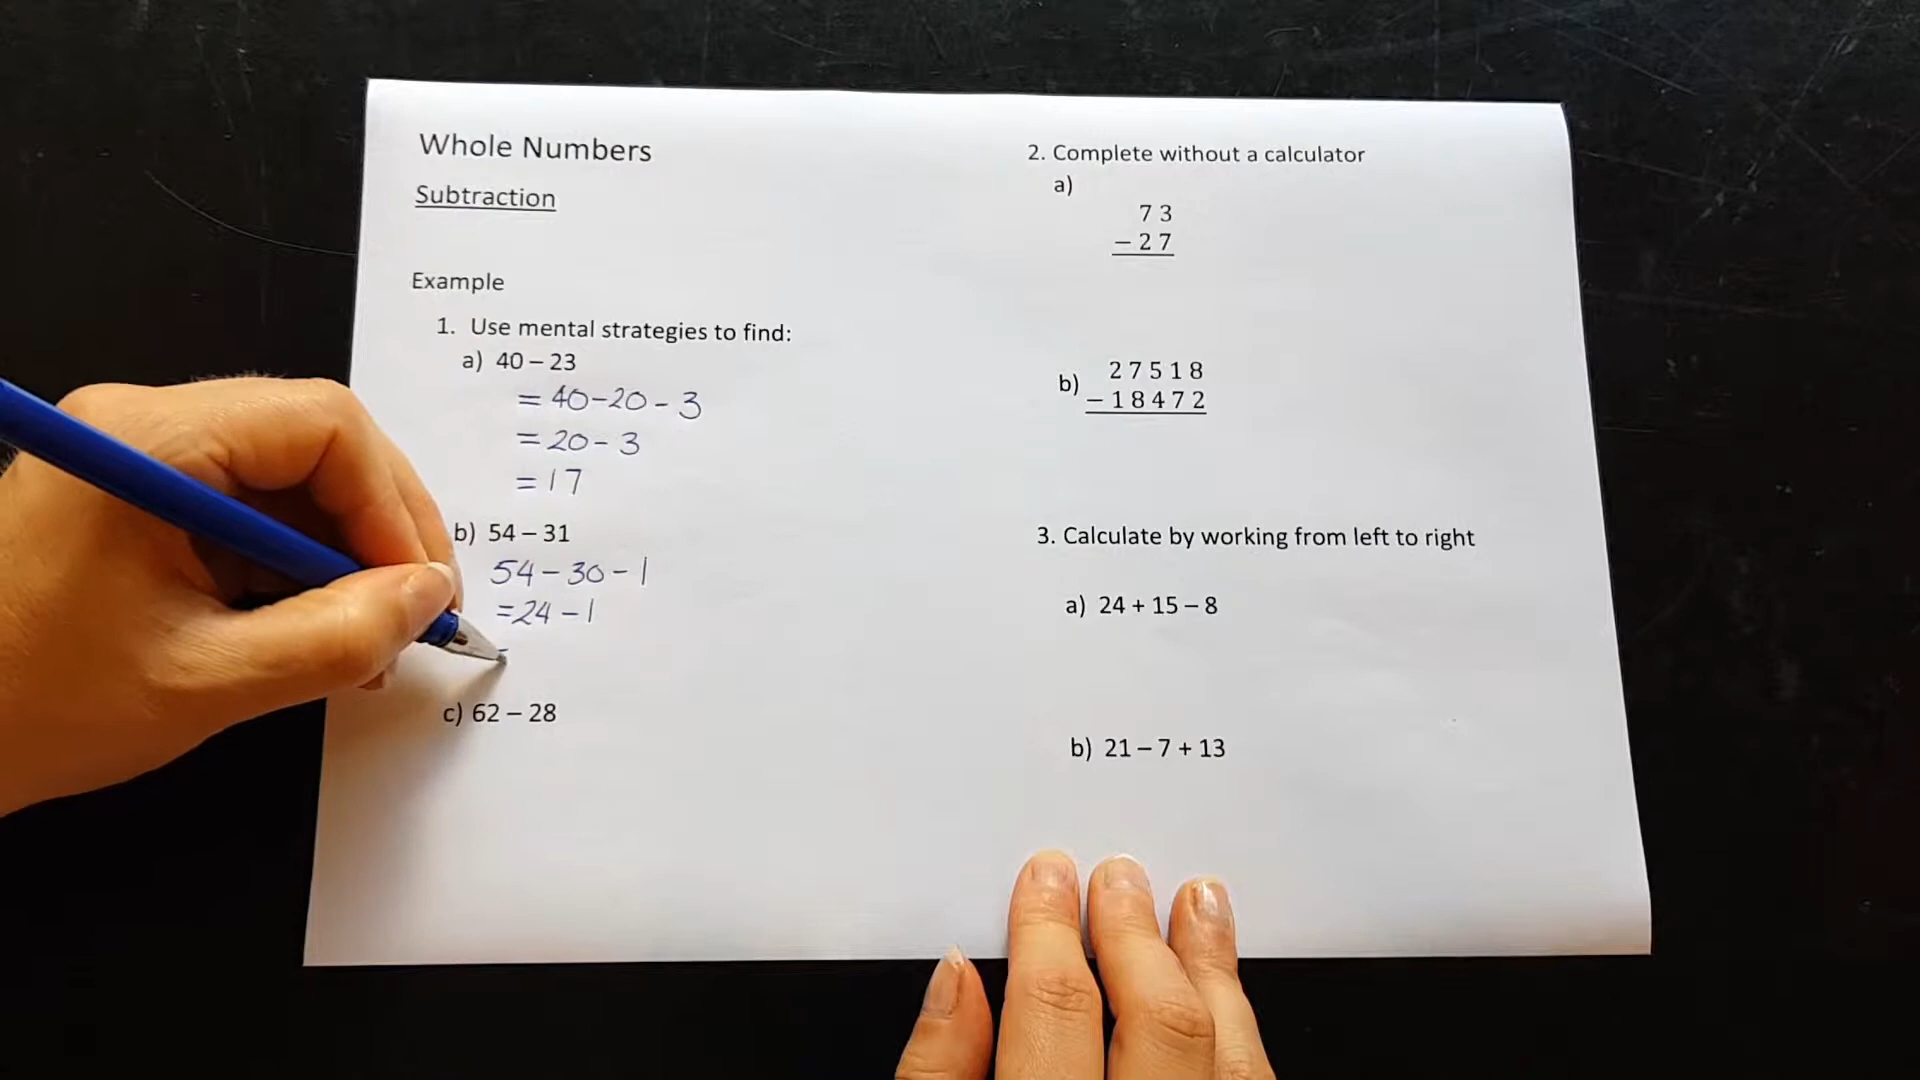 Whole Numbers
Subtraction
Example
1. Use mental strategies to find:
a) 40 – 23
= 40 - 20 - 3
= 20 - 3
= 17
b) 54 – 31
54 - 30 - 1
= 24 - 1
=
c) 62 – 28
2. Complete without a calculator
a)
7 3
– 2 7
b)
2 7 5 1 8
– 1 8 4 7 2
3. Calculate by working from left to right
a) 24 + 15 – 8
b) 21 – 7 + 13